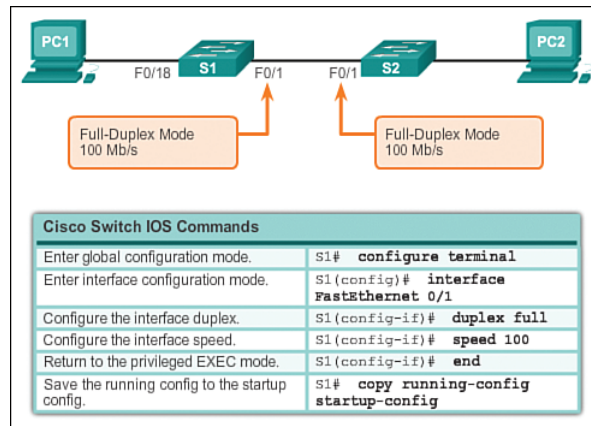 PC1
PC2
F0/18
S1
F0/1
F0/1
S2
Full-Duplex Mode
100 Mb/s
Full-Duplex Mode
100 Mb/s
Cisco Switch IOS Commands
Enter global configuration mode.
S1# configure terminal
Enter interface configuration mode.
S1(config)# interface
FastEthernet 0/1
Configure the interface duplex.
S1(config-if)# duplex full
Configure the interface speed.
S1(config-if)# speed 100
Return to the privileged EXEC mode.
S1(config-if)# end
Save the running config to the startup
config.
S1# copy running-config
startup-config